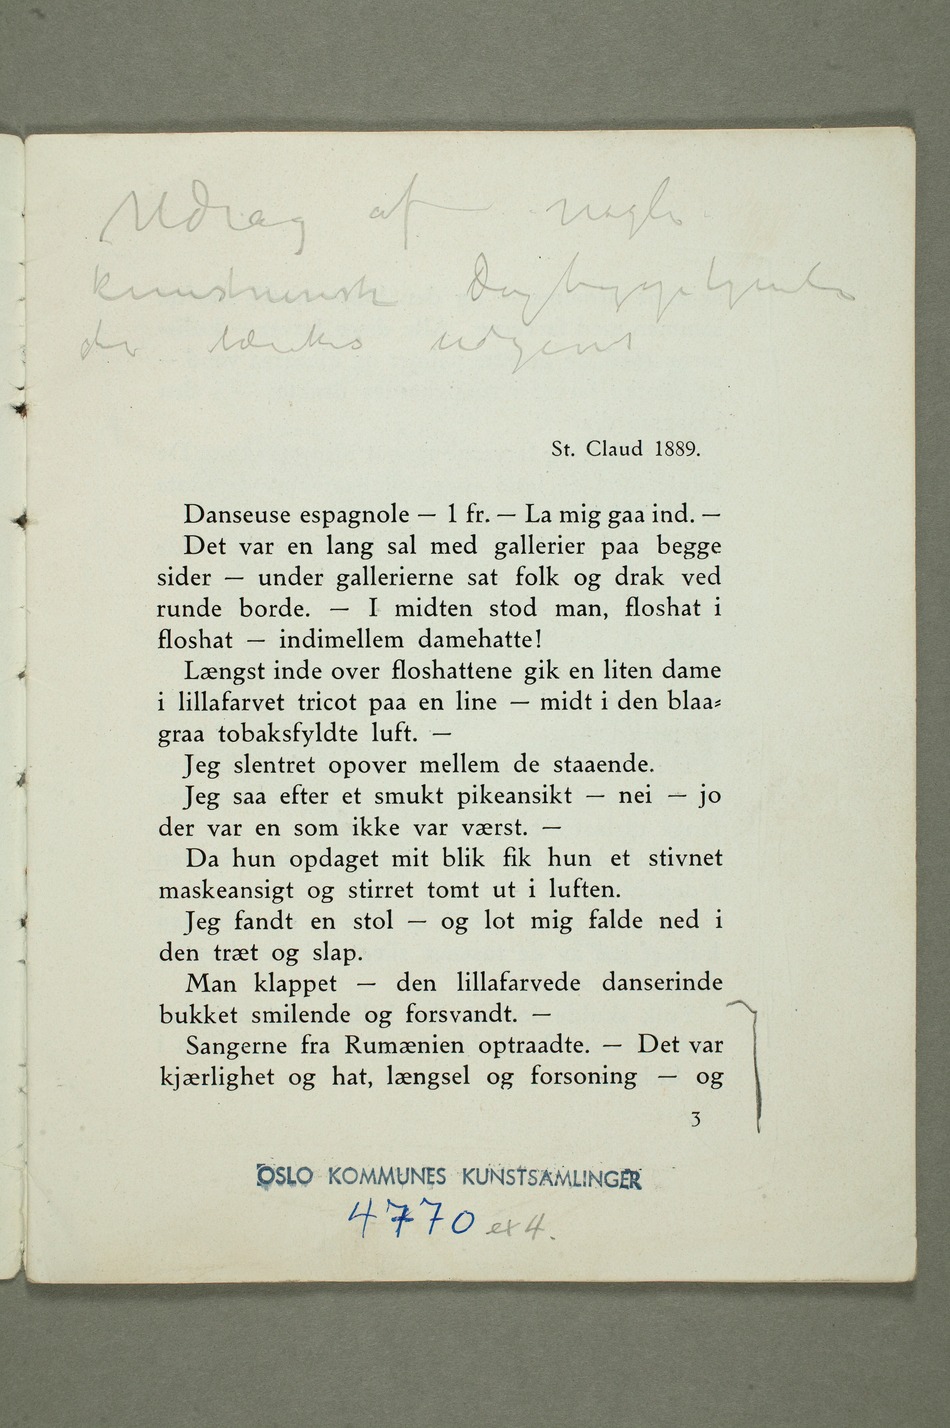 Udrag af nogle
kunstnerisk
der tænkes udgivet
St. Claud 1889.
Danseuse espagnole — 1 fr. — La mig gaa ind. —
Det var en lang sal med gallerier paa begge
sider — under gallerierne sat folk og drak ved
runde borde. — I midten stod man, floshat i
floshat — indimellem damehatte!
Længst inde over floshattene gik en liten dame
i lillafarvet tricot paa en line — midt i den blaa-
graa tobaksfyldte luft. —
Jeg slentret opover mellem de staaende.
Jeg saa efter et smukt pikeansikt — nei — jo
der var en som ikke var værst. —
Da hun opdaget mit blik fik hun et stivnet
maskeansigt og stirret tomt ut i luften.
Jeg fandt en stol — og lot mig falde ned i
den træt og slap.
Man klappet — den lillafarvede danserinde
bukket smilende og forsvandt. —
Sangerne fra Rumænien optraadte. — Det var
kjærlighet og hat, længsel og forsoning — og
3
OSLO KOMMUNES KUNSTSAMLINGER
4770 ex 4.